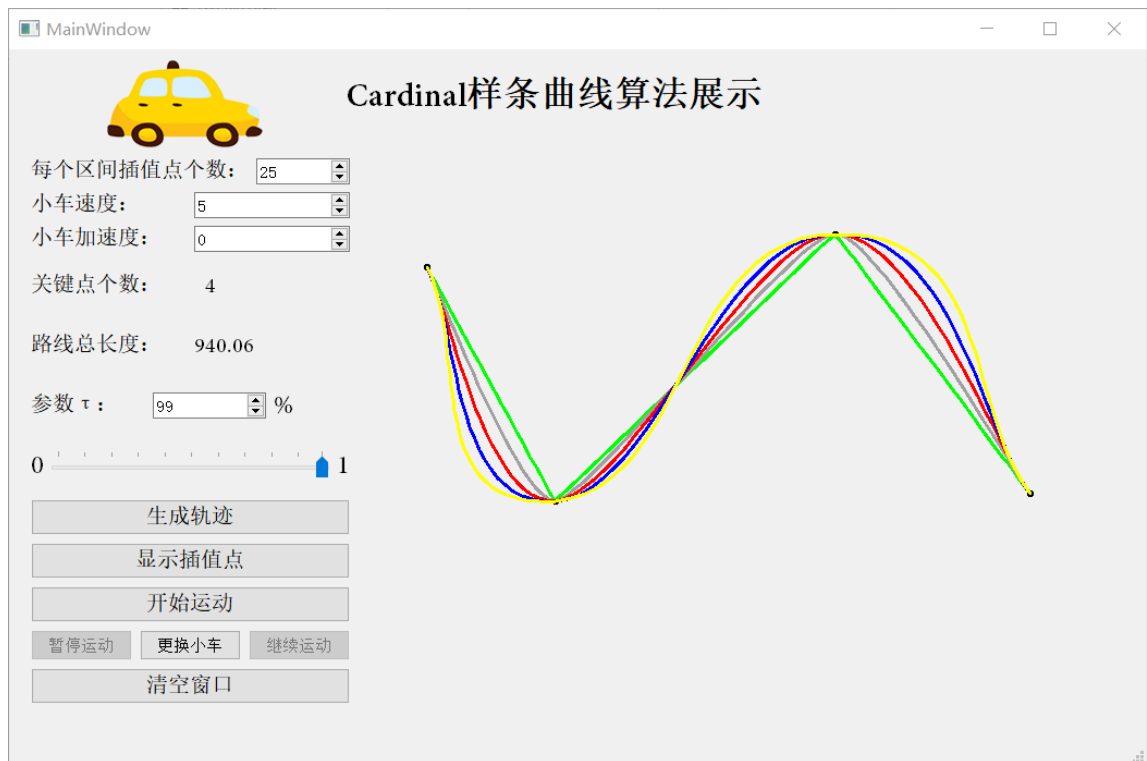 MainWindow
Cardinal样条曲线算法展示
每个区间插值点个数： 25
小车速度： 5
小车加速度： 0
关键点个数： 4
路线总长度： 940.06
参数 τ： 99 %
0 1
生成轨迹
显示插值点
开始运动
暂停运动 更换小车 继续运动
清空窗口